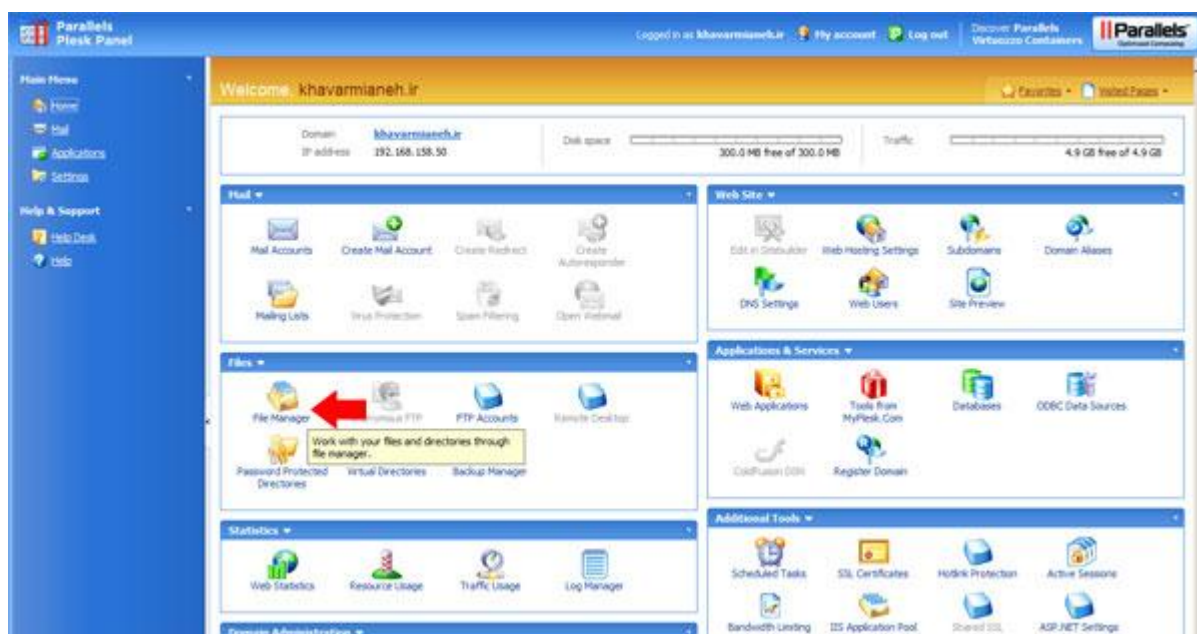 Parallels
Plesk Panel
Logged in as khavarmianeh.ir My account Log out
Discover Parallels
Virtuozzo Containers
Parallels
Optimized Computing
Main Menu
Home
Mail
Applications
Settings
Help & Support
Help Desk
Help
Welcome, khavarmianeh.ir
Favorites Visited Pages
Domain khavarmianeh.ir
IP address 192.168.158.50
Disk space 300.0 MB free of 300.0 MB
Traffic 4.9 GB free of 4.9 GB
Mail
Mail Accounts Create Mail Account Create Redirect Create Autoresponder
Mailing Lists Virus Protection Spam Filtering Open Webmail
Web Site
Edit in Sitebuilder Web Hosting Settings Subdomains Domain Aliases
DNS Settings Web Users Site Preview
Files
File Manager FTP FTP Accounts Remote Desktop
Work with your files and directories through
file manager.
Password Protected Directories Virtual Directories Backup Manager
Applications & Services
Web Applications Tools from MyPlesk.Com Databases ODBC Data Sources
ColdFusion DSN Register Domain
Statistics
Web Statistics Resource Usage Traffic Usage Log Manager
Additional Tools
Scheduled Tasks SSL Certificates Hotlink Protection Active Sessions
Bandwidth Limiting IIS Application Pool Shared SSL ASP.NET Settings
Domain Administration